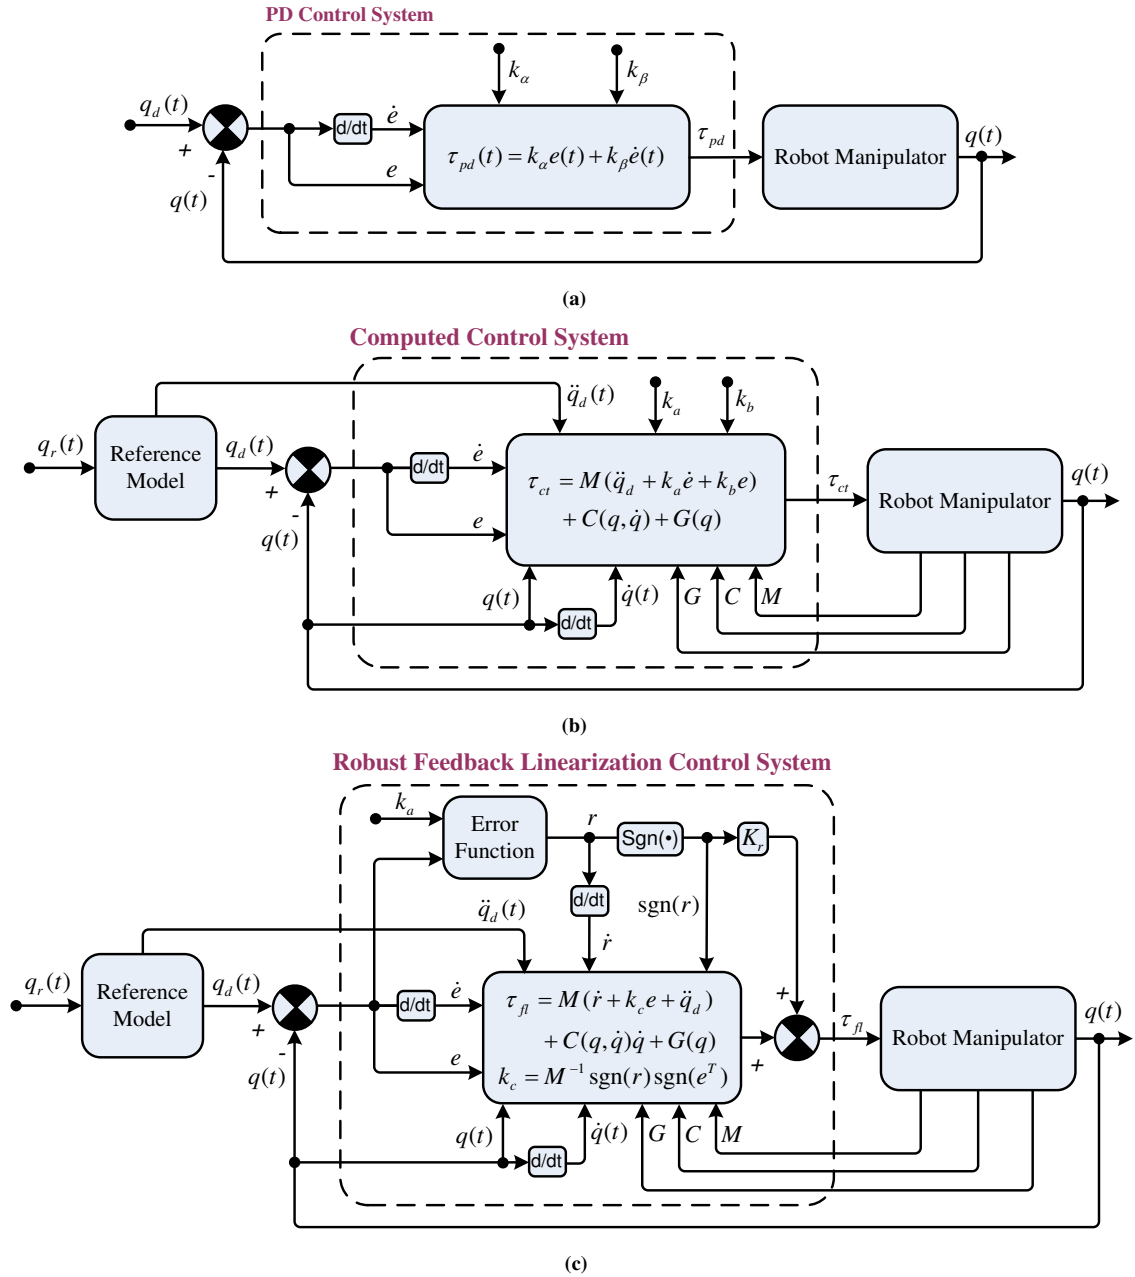 PD Control System
k_α
k_β
q_d(t)
+
-
q(t)
d/dt
ė
e
τ_pd(t) = k_α e(t) + k_β ė(t)
τ_pd
Robot Manipulator
q(t)
(a)
Computed Control System
q̈_d(t)
k_a
k_b
q_r(t)
Reference
Model
q_d(t)
+
-
q(t)
d/dt
ė
e
τ_ct = M(q̈_d + k_a ė + k_b e)
+ C(q, q̇) + G(q)
τ_ct
Robot Manipulator
q(t)
q(t)
d/dt
q̇(t)
G
C
M
(b)
Robust Feedback Linearization Control System
k_a
Error
Function
r
Sgn(•)
K_r
d/dt
sgn(r)
ṙ
q̈_d(t)
q_r(t)
Reference
Model
q_d(t)
+
-
q(t)
d/dt
ė
e
τ_fl = M(ṙ + k_c e + q̈_d)
+ C(q, q̇)q̇ + G(q)
k_c = M⁻¹ sgn(r) sgn(eᵀ)
+
+
τ_fl
Robot Manipulator
q(t)
q(t)
d/dt
q̇(t)
G
C
M
(c)